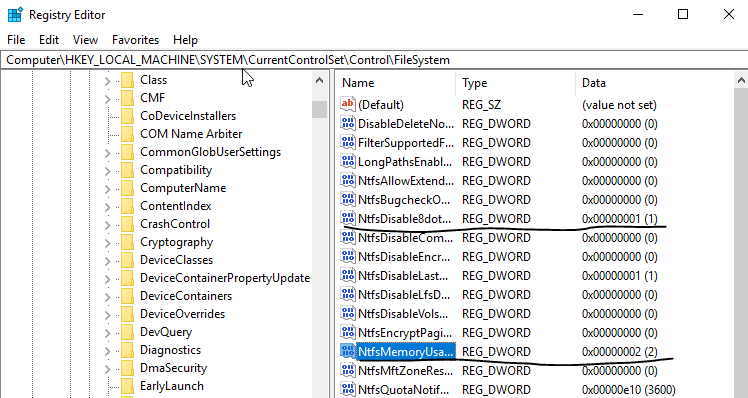 Registry Editor
File Edit View Favorites Help
Computer\HKEY_LOCAL_MACHINE\SYSTEM\CurrentControlSet\Control\FileSystem
Class
CMF
CoDeviceInstallers
COM Name Arbiter
CommonGlobUserSettings
Compatibility
ComputerName
ContentIndex
CrashControl
Cryptography
DeviceClasses
DeviceContainerPropertyUpdate
DeviceContainers
DeviceOverrides
DevQuery
Diagnostics
DmaSecurity
EarlyLaunch
Name Type Data
(Default) REG_SZ (value not set)
DisableDeleteNo... REG_DWORD 0x00000000 (0)
FilterSupportedF... REG_DWORD 0x00000000 (0)
LongPathsEnabl... REG_DWORD 0x00000000 (0)
NtfsAllowExtend... REG_DWORD 0x00000000 (0)
NtfsBugcheckO... REG_DWORD 0x00000000 (0)
NtfsDisable8dot... REG_DWORD 0x00000001 (1)
NtfsDisableCom... REG_DWORD 0x00000000 (0)
NtfsDisableEncr... REG_DWORD 0x00000000 (0)
NtfsDisableLast... REG_DWORD 0x00000001 (1)
NtfsDisableLfsD... REG_DWORD 0x00000000 (0)
NtfsDisableVols... REG_DWORD 0x00000000 (0)
NtfsEncryptPagi... REG_DWORD 0x00000000 (0)
NtfsMemoryUsa... REG_DWORD 0x00000002 (2)
NtfsMftZoneRes... REG_DWORD 0x00000000 (0)
NtfsQuotaNotif... REG_DWORD 0x00000e10 (3600)